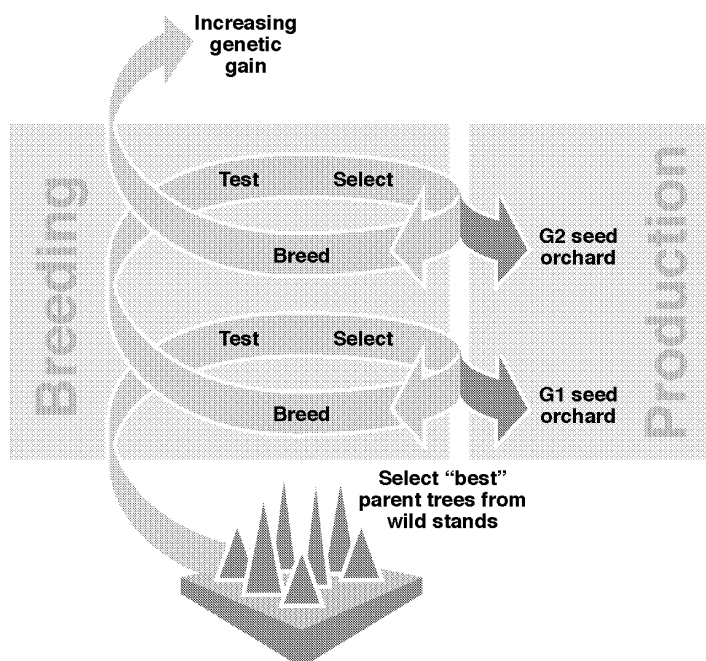 Increasing
genetic
gain
Breeding
Production
Test
Select
Breed
G2 seed
orchard
Test
Select
Breed
G1 seed
orchard
Select “best”
parent trees from
wild stands